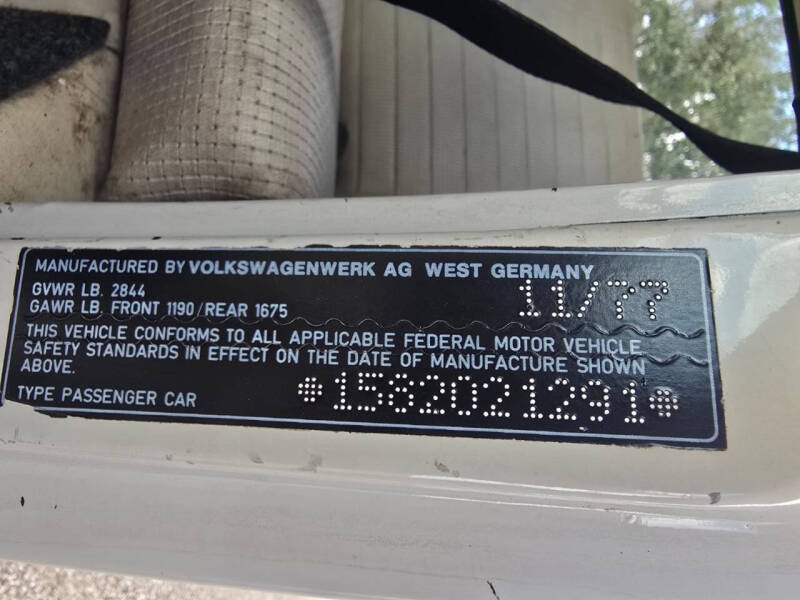 MANUFACTURED BY VOLKSWAGENWERK AG WEST GERMANY
GVWR LB. 2844 11/77
GAWR LB. FRONT 1190/REAR 1675
THIS VEHICLE CONFORMS TO ALL APPLICABLE FEDERAL MOTOR VEHICLE
SAFETY STANDARDS IN EFFECT ON THE DATE OF MANUFACTURE SHOWN
ABOVE.
TYPE PASSENGER CAR *1582021291*